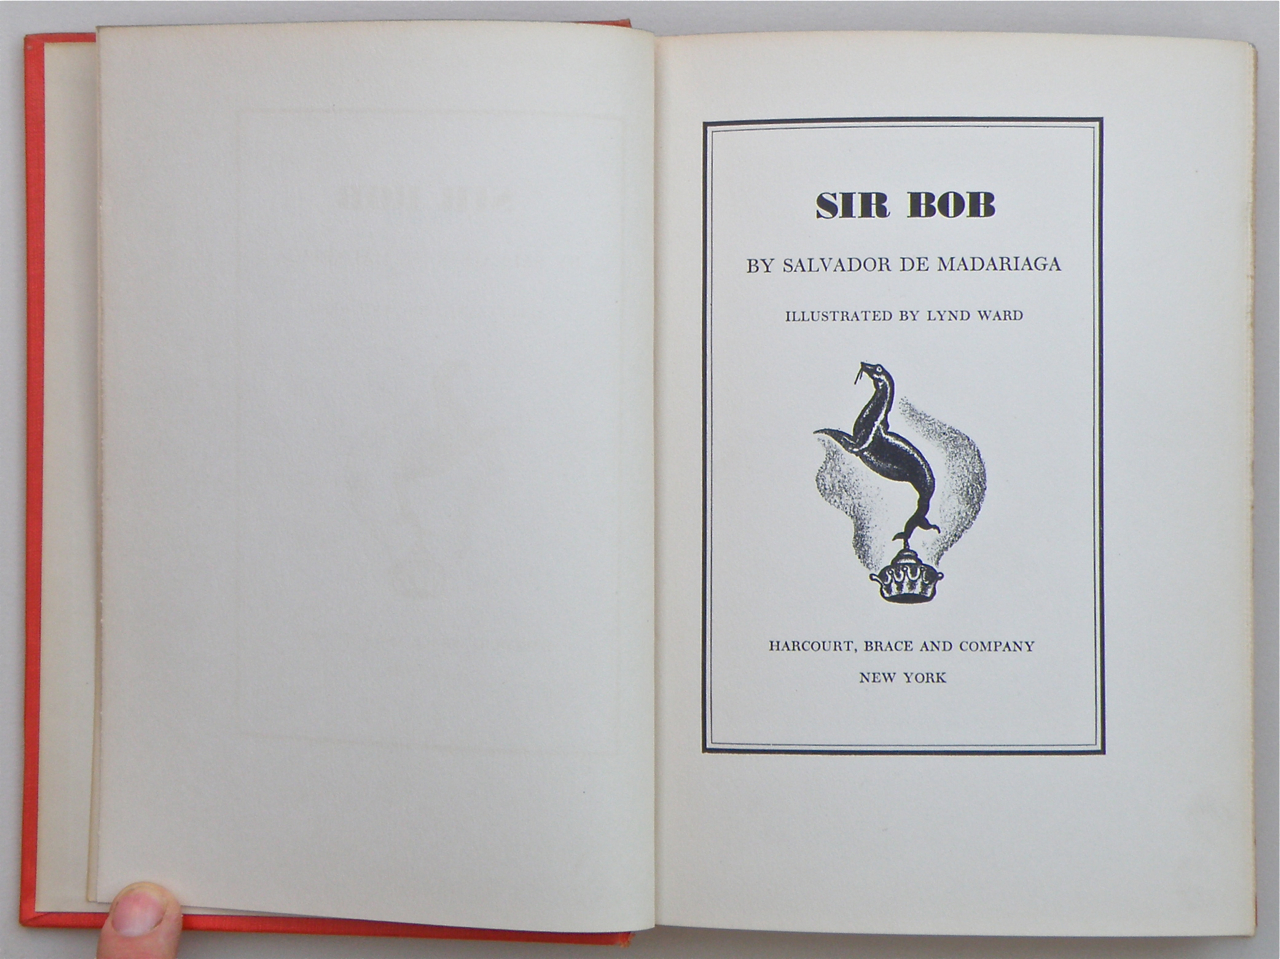 SIR BOB
BY SALVADOR DE MADARIAGA
ILLUSTRATED BY LYND WARD
HARCOURT, BRACE AND COMPANY
NEW YORK